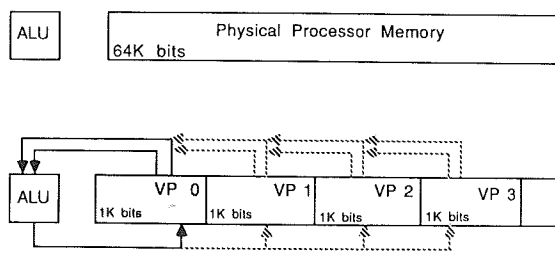 ALU
Physical Processor Memory
64K bits
ALU
VP 0
VP 1
VP 2
VP 3
1K bits
1K bits
1K bits
1K bits